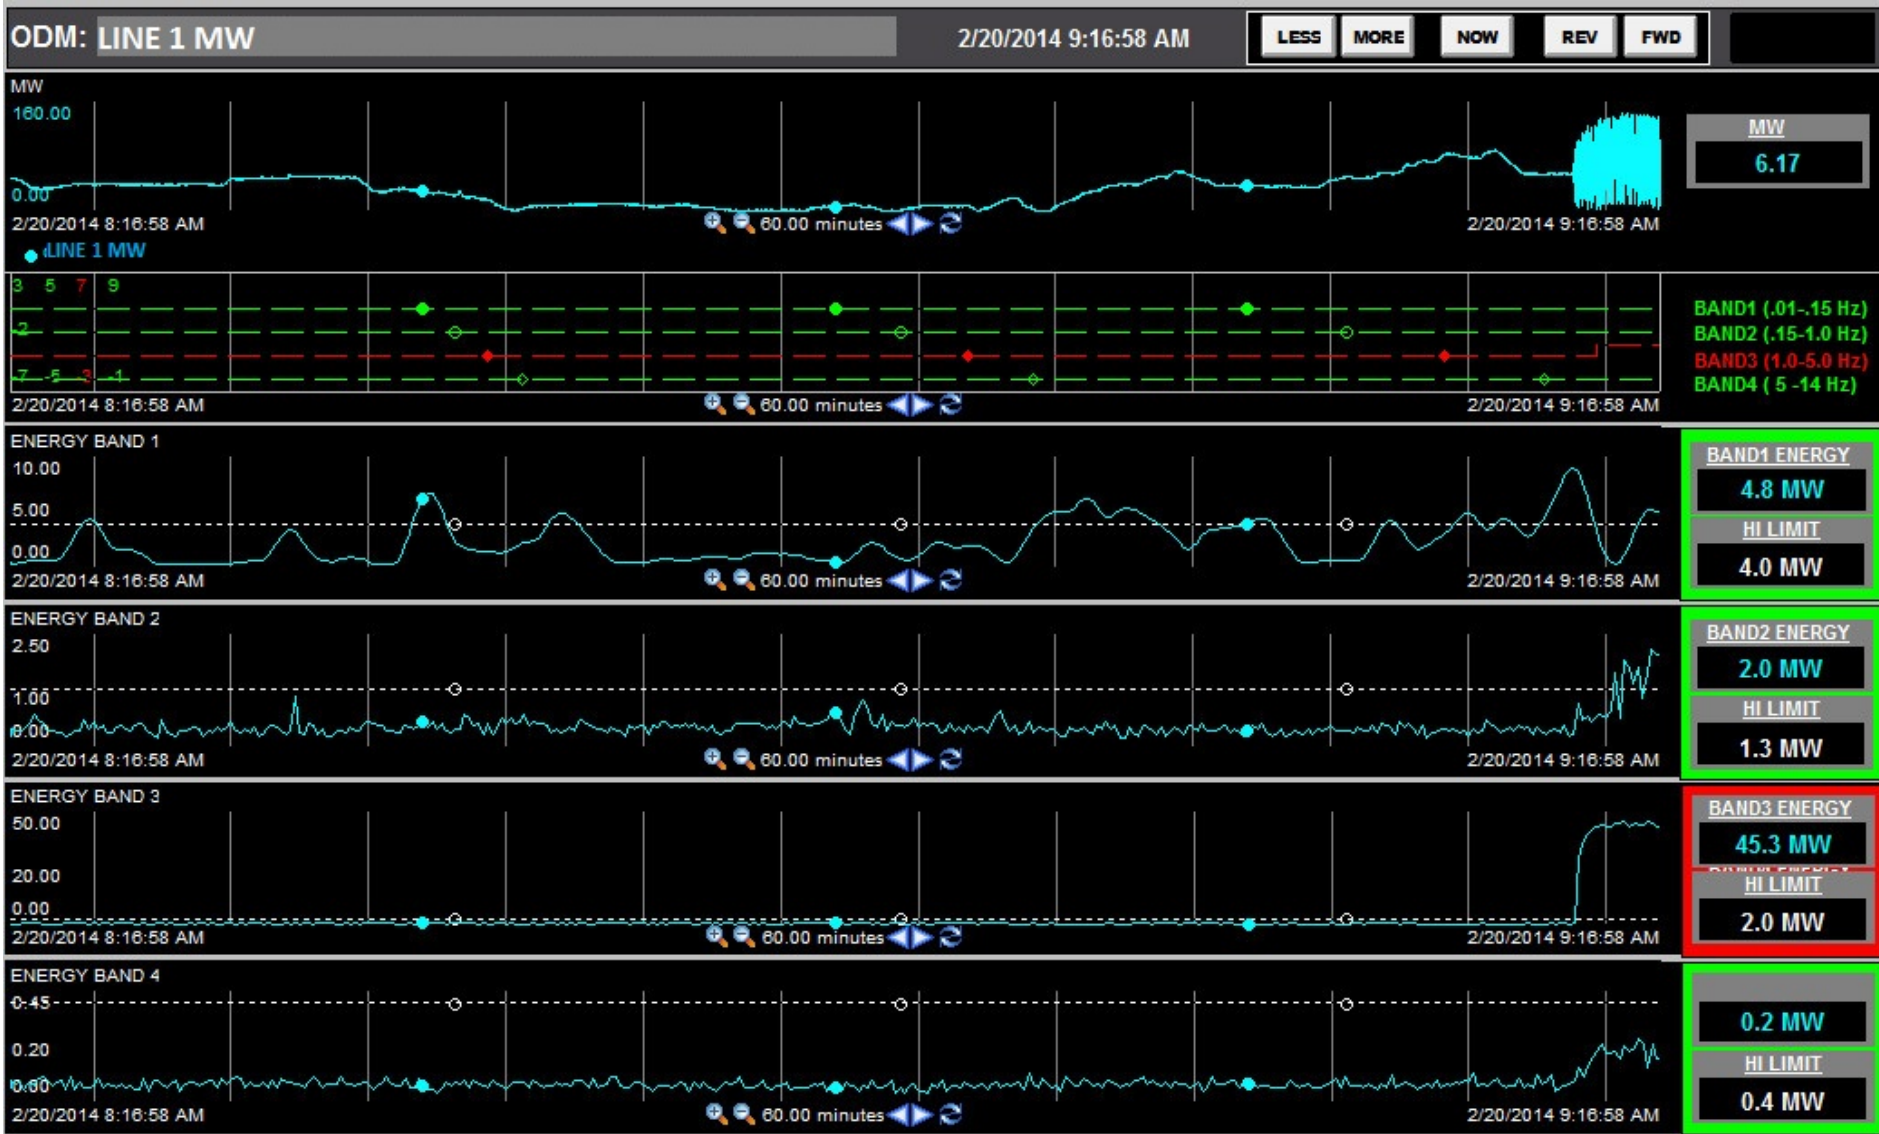 ODM: LINE 1 MW 2/20/2014 9:16:58 AM LESS MORE NOW REV FWD
MW
160.00
0.00
2/20/2014 8:16:58 AM 60.00 minutes 2/20/2014 9:16:58 AM
LINE 1 MW
MW
6.17
3 5 7 9
-2
-7 -5 -3 -1
2/20/2014 8:16:58 AM 60.00 minutes 2/20/2014 9:16:58 AM
BAND1 (.01-.15 Hz)
BAND2 (.15-1.0 Hz)
BAND3 (1.0-5.0 Hz)
BAND4 ( 5 -14 Hz)
ENERGY BAND 1
10.00
5.00
0.00
2/20/2014 8:16:58 AM 60.00 minutes 2/20/2014 9:16:58 AM
BAND1 ENERGY
4.8 MW
HI LIMIT
4.0 MW
ENERGY BAND 2
2.50
1.00
0.00
2/20/2014 8:16:58 AM 60.00 minutes 2/20/2014 9:16:58 AM
BAND2 ENERGY
2.0 MW
HI LIMIT
1.3 MW
ENERGY BAND 3
50.00
20.00
0.00
2/20/2014 8:16:58 AM 60.00 minutes 2/20/2014 9:16:58 AM
BAND3 ENERGY
45.3 MW
HI LIMIT
2.0 MW
ENERGY BAND 4
0.45
0.20
2/20/2014 8:16:58 AM 60.00 minutes 2/20/2014 9:16:58 AM
0.2 MW
HI LIMIT
0.4 MW